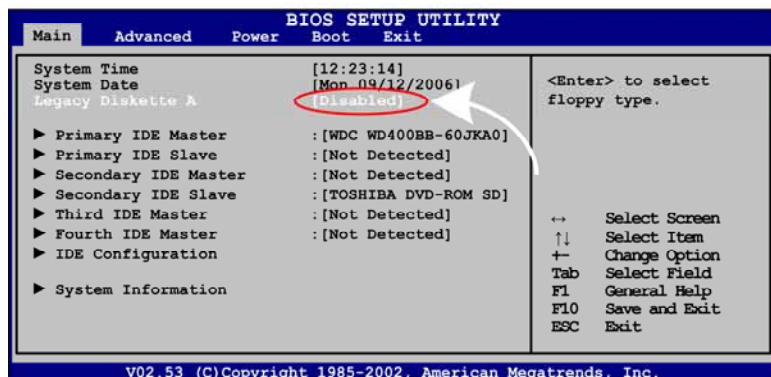 BIOS SETUP UTILITY
Main Advanced Power Boot Exit
System Time [12:23:14]
System Date [Mon 09/12/2006]
Legacy Diskette A [Disabled]
► Primary IDE Master :[WDC WD400BB-60JKA0]
► Primary IDE Slave :[Not Detected]
► Secondary IDE Master :[Not Detected]
► Secondary IDE Slave :[TOSHIBA DVD-ROM SD]
► Third IDE Master :[Not Detected]
► Fourth IDE Master :[Not Detected]
► IDE Configuration
► System Information
<Enter> to select
floppy type.
↔ Select Screen
↑↓ Select Item
+- Change Option
Tab Select Field
F1 General Help
F10 Save and Exit
ESC Exit
V02.53 (C)Copyright 1985-2002, American Megatrends, Inc.